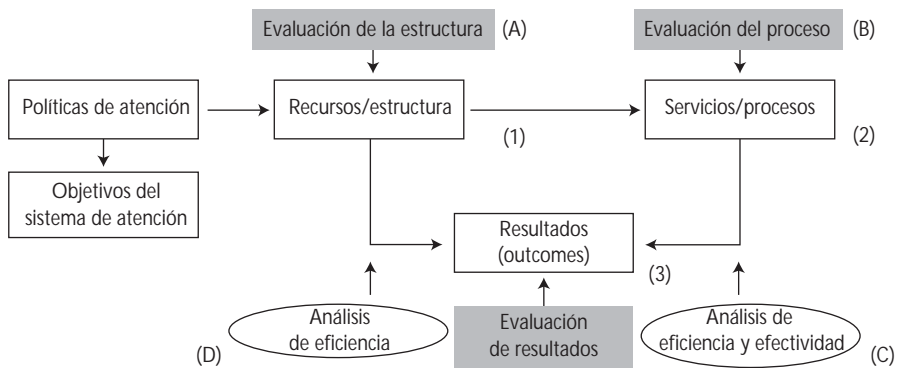 Evaluación de la estructura
(A)
Evaluación del proceso
(B)
Políticas de atención
Recursos/estructura
Servicios/procesos
(1)
(2)
Objetivos del
sistema de atención
Resultados
(outcomes)
(3)
Análisis
de eficiencia
(D)
Evaluación
de resultados
Análisis de
eficiencia y efectividad
(C)